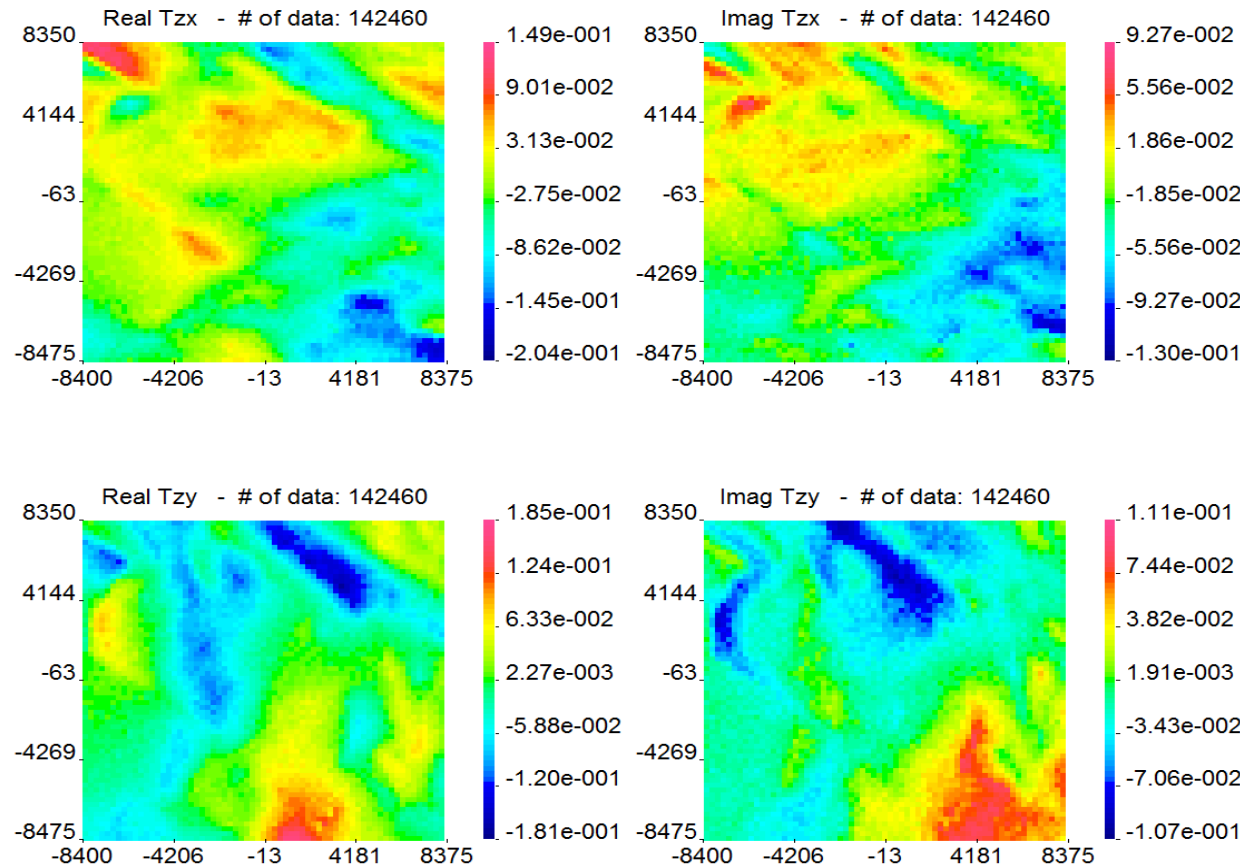 Real Tzx - # of data: 142460
8350
4144
-63
-4269
-8475
-8400 -4206 -13 4181 8375
1.49e-001
9.01e-002
3.13e-002
-2.75e-002
-8.62e-002
-1.45e-001
-2.04e-001
Imag Tzx - # of data: 142460
8350
4144
-63
-4269
-8475
-8400 -4206 -13 4181 8375
9.27e-002
5.56e-002
1.86e-002
-1.85e-002
-5.56e-002
-9.27e-002
-1.30e-001
Real Tzy - # of data: 142460
8350
4144
-63
-4269
-8475
-8400 -4206 -13 4181 8375
1.85e-001
1.24e-001
6.33e-002
2.27e-003
-5.88e-002
-1.20e-001
-1.81e-001
Imag Tzy - # of data: 142460
8350
4144
-63
-4269
-8475
-8400 -4206 -13 4181 8375
1.11e-001
7.44e-002
3.82e-002
1.91e-003
-3.43e-002
-7.06e-002
-1.07e-001